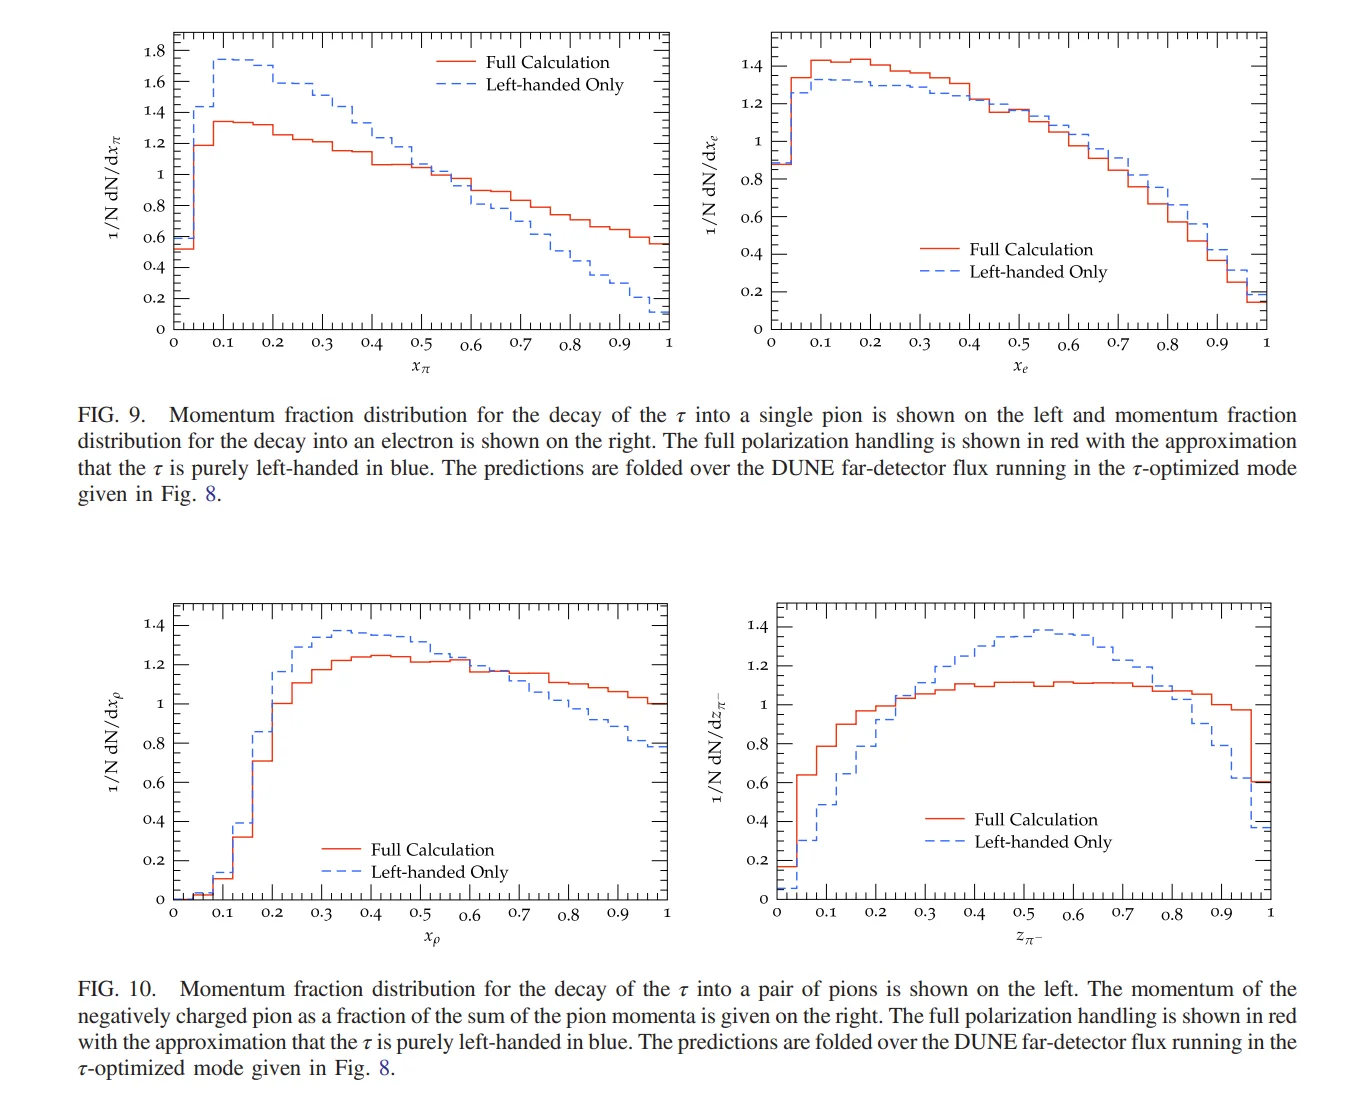 1.8
1.6
1.4
1.2
1
0.8
0.6
0.4
0.2
0
1/N dN/dxπ
Full Calculation
Left-handed Only
0 0.1 0.2 0.3 0.4 0.5 0.6 0.7 0.8 0.9 1
xπ
1.4
1.2
1
0.8
0.6
0.4
0.2
0
1/N dN/dxe
Full Calculation
Left-handed Only
0 0.1 0.2 0.3 0.4 0.5 0.6 0.7 0.8 0.9 1
xe
FIG. 9. Momentum fraction distribution for the decay of the τ into a single pion is shown on the left and momentum fraction
distribution for the decay into an electron is shown on the right. The full polarization handling is shown in red with the approximation
that the τ is purely left-handed in blue. The predictions are folded over the DUNE far-detector flux running in the τ-optimized mode
given in Fig. 8.
1.4
1.2
1
0.8
0.6
0.4
0.2
0
1/N dN/dxρ
Full Calculation
Left-handed Only
0 0.1 0.2 0.3 0.4 0.5 0.6 0.7 0.8 0.9 1
xρ
1.4
1.2
1
0.8
0.6
0.4
0.2
0
1/N dN/dzπ−
Full Calculation
Left-handed Only
0 0.1 0.2 0.3 0.4 0.5 0.6 0.7 0.8 0.9 1
zπ−
FIG. 10. Momentum fraction distribution for the decay of the τ into a pair of pions is shown on the left. The momentum of the
negatively charged pion as a fraction of the sum of the pion momenta is given on the right. The full polarization handling is shown in red
with the approximation that the τ is purely left-handed in blue. The predictions are folded over the DUNE far-detector flux running in the
τ-optimized mode given in Fig. 8.